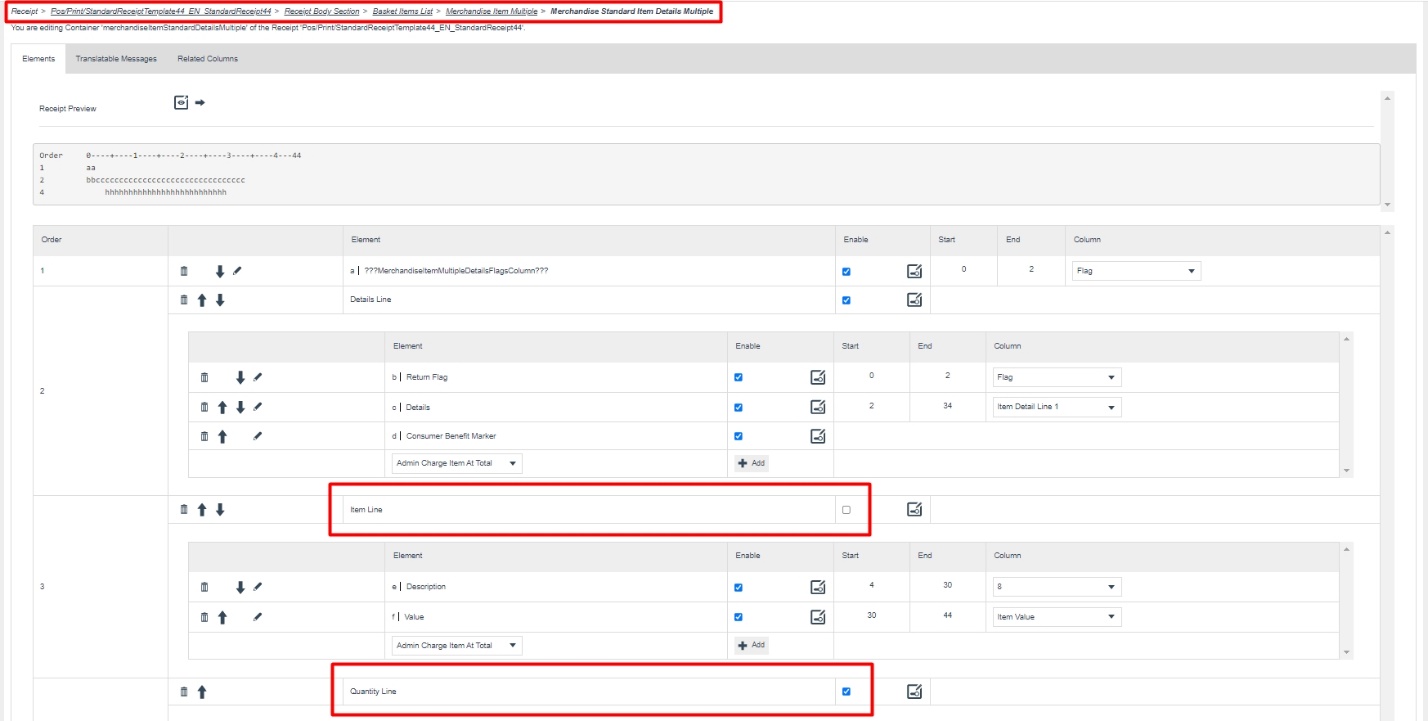 Receipt > Pos/Print/StandardReceiptTemplate44_EN_StandardReceipt44 > Receipt Body Section > Basket Items List > Merchandise Item Multiple > Merchandise Standard Item Details Multiple
You are editing Container 'merchandiseItemStandardDetailsMultiple' of the Receipt 'Pos/Print/StandardReceiptTemplate44_EN_StandardReceipt44'.
Elements Translatable Messages Related Columns
Receipt Preview
Order 0----+----1----+----2----+----3----+----4---44
1 aa
2 bbcccccccccccccccccccccccccccccccc
4 hhhhhhhhhhhhhhhhhhhhhhhhhh
Order Element Enable Start End Column
1 a | ???MerchandiseItemMultipleDetailsFlagsColumn??? 0 2 Flag
Details Line
Element Enable Start End Column
b | Return Flag 0 2 Flag
2
c | Details 2 34 Item Detail Line 1
d | Consumer Benefit Marker
Admin Charge Item At Total Add
Item Line
Element Enable Start End Column
3 e | Description 4 30 8
f | Value 30 44 Item Value
Admin Charge Item At Total Add
Quantity Line